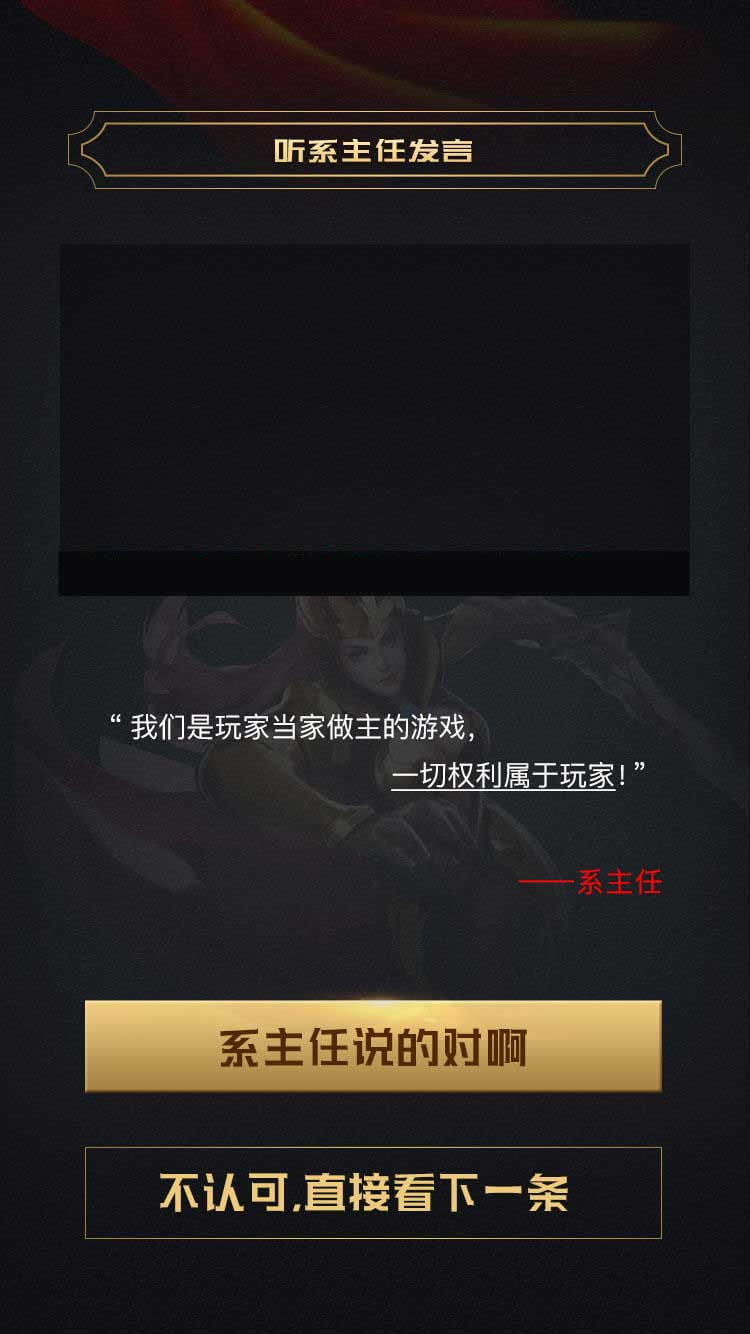 听系主任发言
“ 我们是玩家当家做主的游戏，
一切权利属于玩家！”
——系主任
系主任说的对啊
不认可,直接看下一条